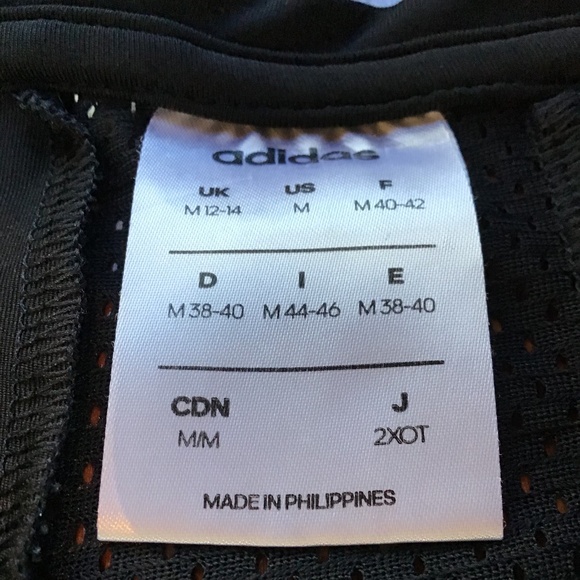 adidas
UK US F
M 12-14 M M 40-42
D I E
M 38-40 M 44-46 M 38-40
CDN J
M/M 2XOT
MADE IN PHILIPPINES